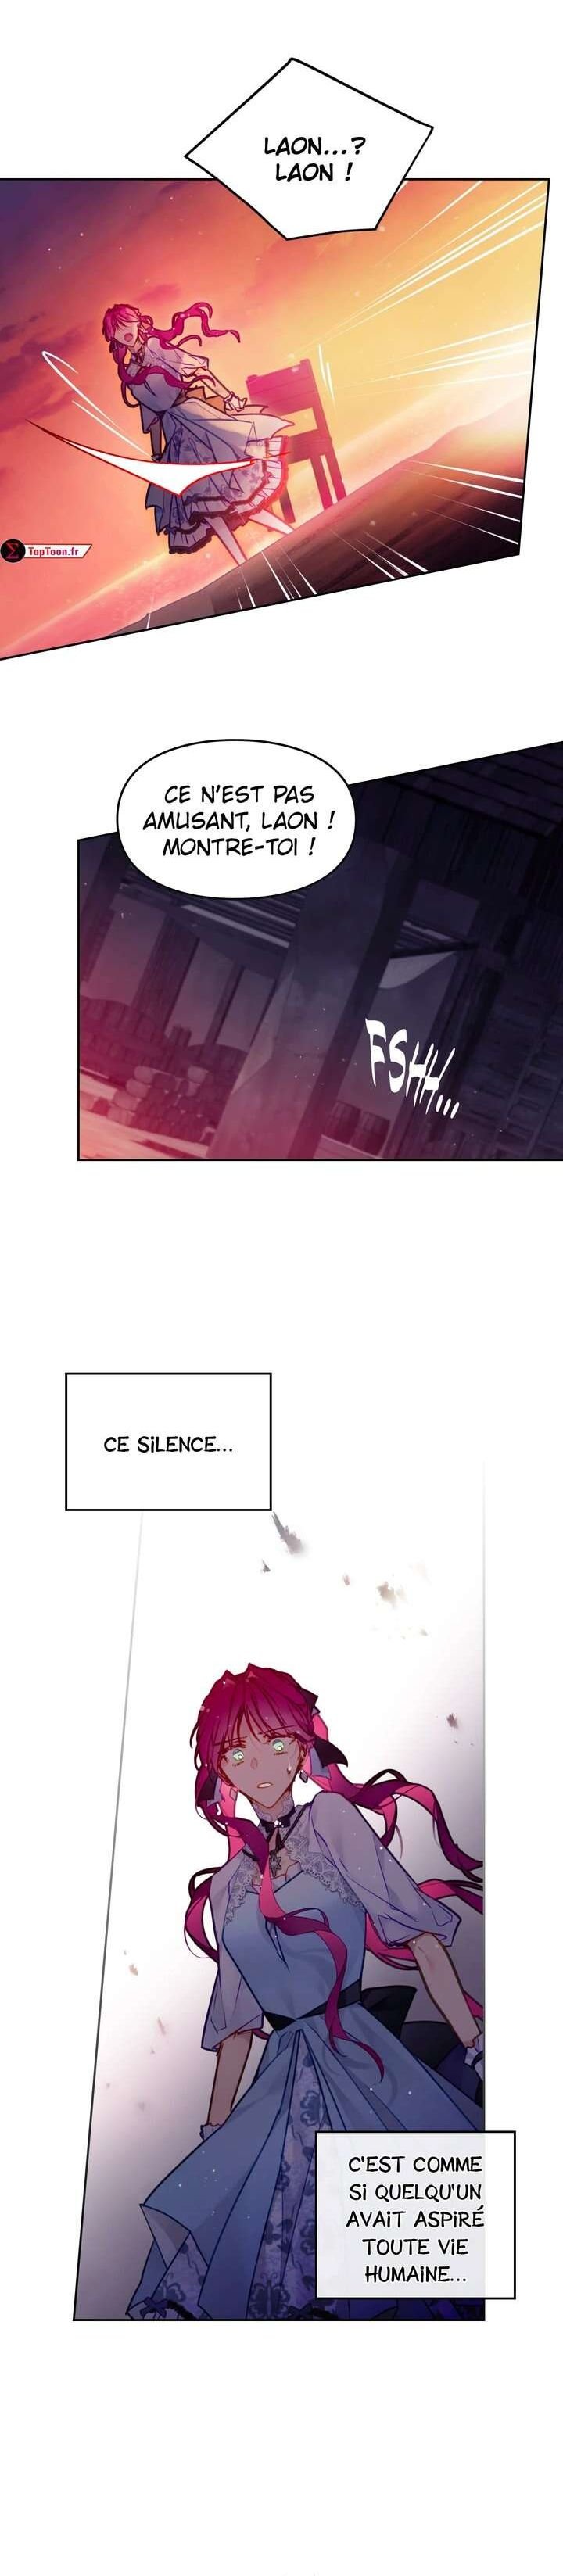 LAON...?
LAON !
Σ TopToon.fr
CE N'EST PAS
AMUSANT, LAON !
MONTRE-TOI !
FSHH...
CE SILENCE...
C'EST COMME
SI QUELQU'UN
AVAIT ASPIRÉ
TOUTE VIE
HUMAINE...